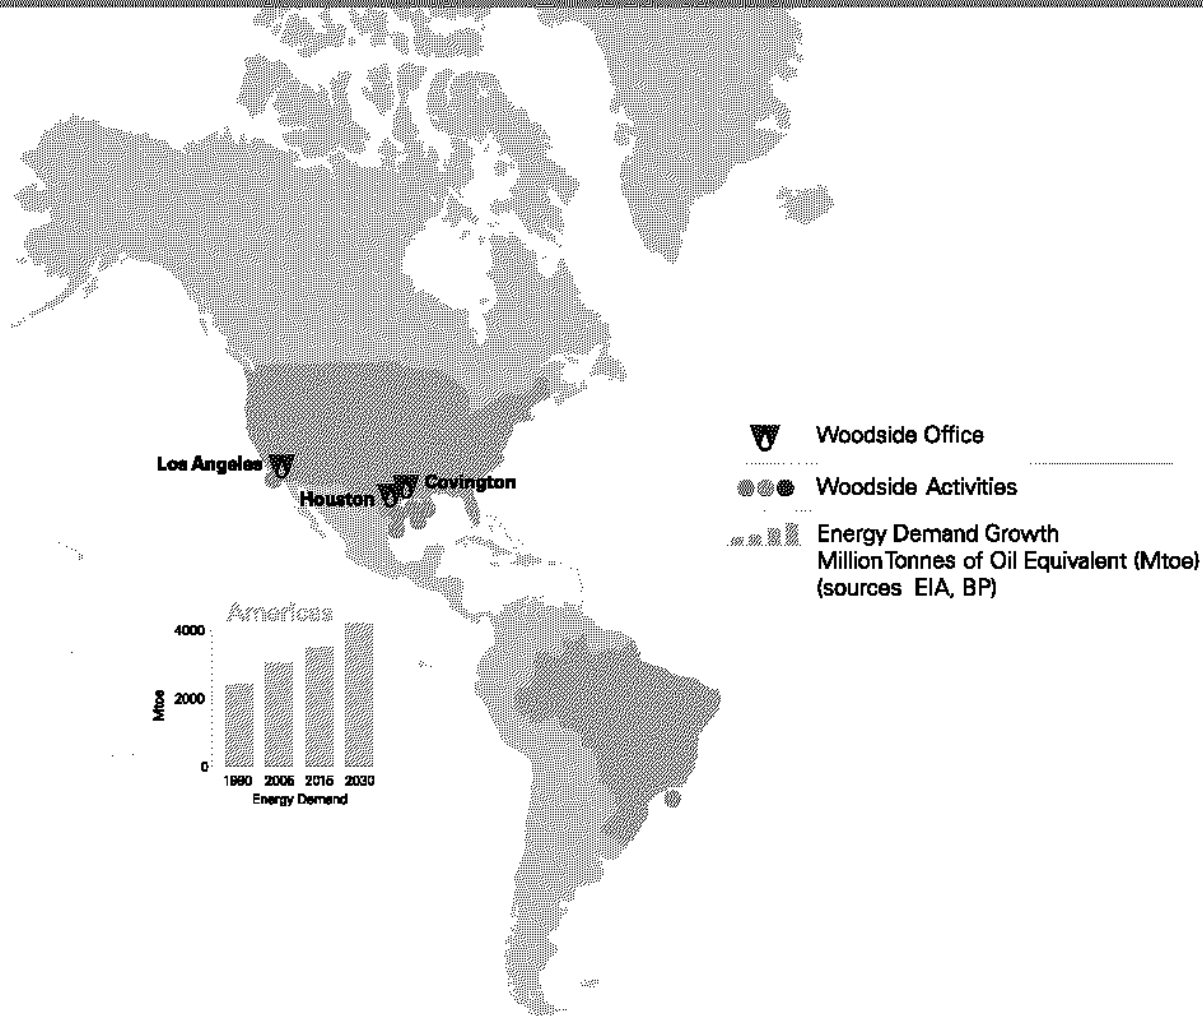 Los Angeles
Houston
Covington
Woodside Office
Woodside Activities
Energy Demand Growth
Million Tonnes of Oil Equivalent (Mtoe)
(sources EIA, BP)
Americas
4000
2000
0
Mtoe
1990 2005 2015 2030
Energy Demand